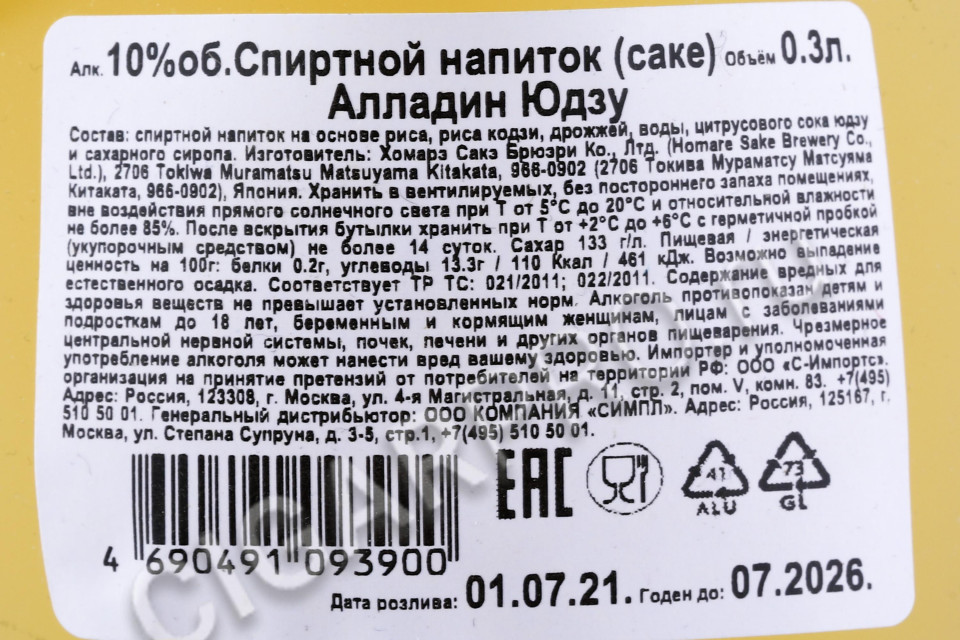 Алк. 10%об.Спиртной напиток (саке) Объём 0.3л.
Алладин Юдзу
Состав: спиртной напиток на основе риса, риса кодзи, дрожжей, воды, цитрусового сока юдзу
и сахарного сиропа. Изготовитель: Хомарэ Сакэ Брюэри Ко., Лтд. (Homare Sake Brewery Co.,
Ltd.), 2706 Tokiwa Muramatsu Matsuyama Kitakata, 966-0902 (2706 Токива Мураматсу Матсуяма
Китаката, 966-0902), Япония. Хранить в вентилируемых, без постороннего запаха помещениях,
вне воздействия прямого солнечного света при Т от 5°C до 20°C и относительной влажности
не более 85%. После вскрытия бутылки хранить при Т от +2°C до +6°C с герметичной пробкой
(укупорочным средством) не более 14 суток. Сахар 133 г/л. Пищевая / энергетическая
ценность на 100г: белки 0.2г, углеводы 13.3г / 110 Ккал / 461 кДж. Возможно выпадение
естественного осадка. Соответствует ТР ТС: 021/2011; 022/2011. Содержание вредных для
здоровья веществ не превышает установленных норм. Алкоголь противопоказан детям и
подросткам до 18 лет, беременным и кормящим женщинам, лицам с заболеваниями
центральной нервной системы, почек, печени и других органов пищеварения. Чрезмерное
употребление алкоголя может нанести вред вашему здоровью. Импортер и уполномоченная
организация на принятие претензий от потребителей на территории РФ: ООО «С-Импортс».
Адрес: Россия, 123308, г. Москва, ул. 4-я Магистральная, д. 11, стр. 2, пом. V, комн. 83. +7(495)
510 50 01. Генеральный дистрибьютор: ООО КОМПАНИЯ «СИМПЛ». Адрес: Россия, 125167, г.
Москва, ул. Степана Супруна, д. 3-5, стр.1, +7(495) 510 50 01.
EAC 41 ALU 73 GL
4 690491 093900
Дата розлива: 01.07.21. Годен до: 07.2026.